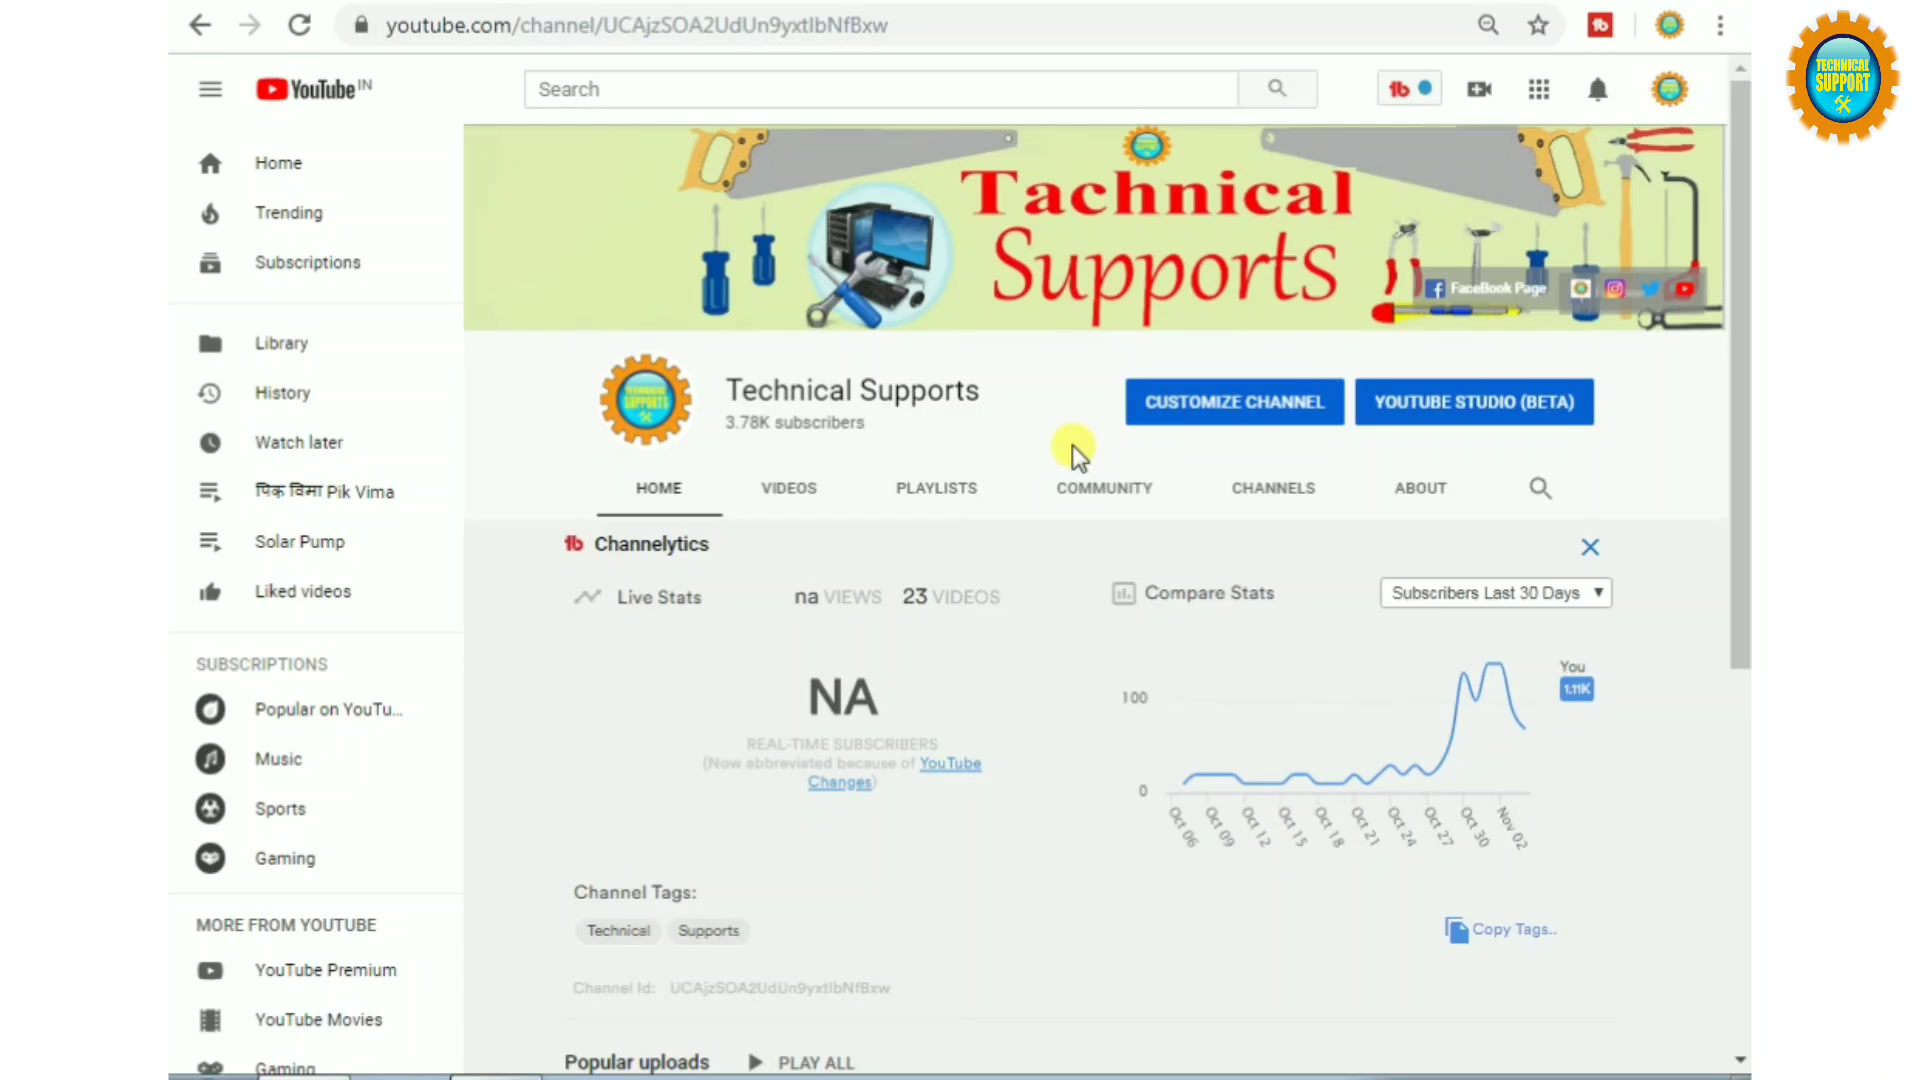 youtube.com/channel/UCAjzSOA2UdUn9yxtIbNfBxw
TECHNICAL
SUPPORT
YouTube IN
Search
Home
Trending
Subscriptions
Library
History
Watch later
पिक विमा Pik Vima
Solar Pump
Liked videos
SUBSCRIPTIONS
Popular on YouTu...
Music
Sports
Gaming
MORE FROM YOUTUBE
YouTube Premium
YouTube Movies
Gaming
Tachnical
Supports
FaceBook Page
TECHNICAL
SUPPORTS
Technical Supports
3.78K subscribers
CUSTOMIZE CHANNEL
YOUTUBE STUDIO (BETA)
HOME VIDEOS PLAYLISTS COMMUNITY CHANNELS ABOUT
Channelytics
Live Stats na VIEWS 23 VIDEOS
NA
REAL-TIME SUBSCRIBERS
(Now abbreviated because of YouTube
Changes)
Compare Stats
Subscribers Last 30 Days
You
1.11K
100
0
Oct 06 Oct 09 Oct 12 Oct 15 Oct 18 Oct 21 Oct 24 Oct 27 Oct 30 Nov 02
Channel Tags:
Technical Supports
Copy Tags..
Channel Id: UCAjzSOA2UdUn9yxtIbNfBxw
Popular uploads PLAY ALL